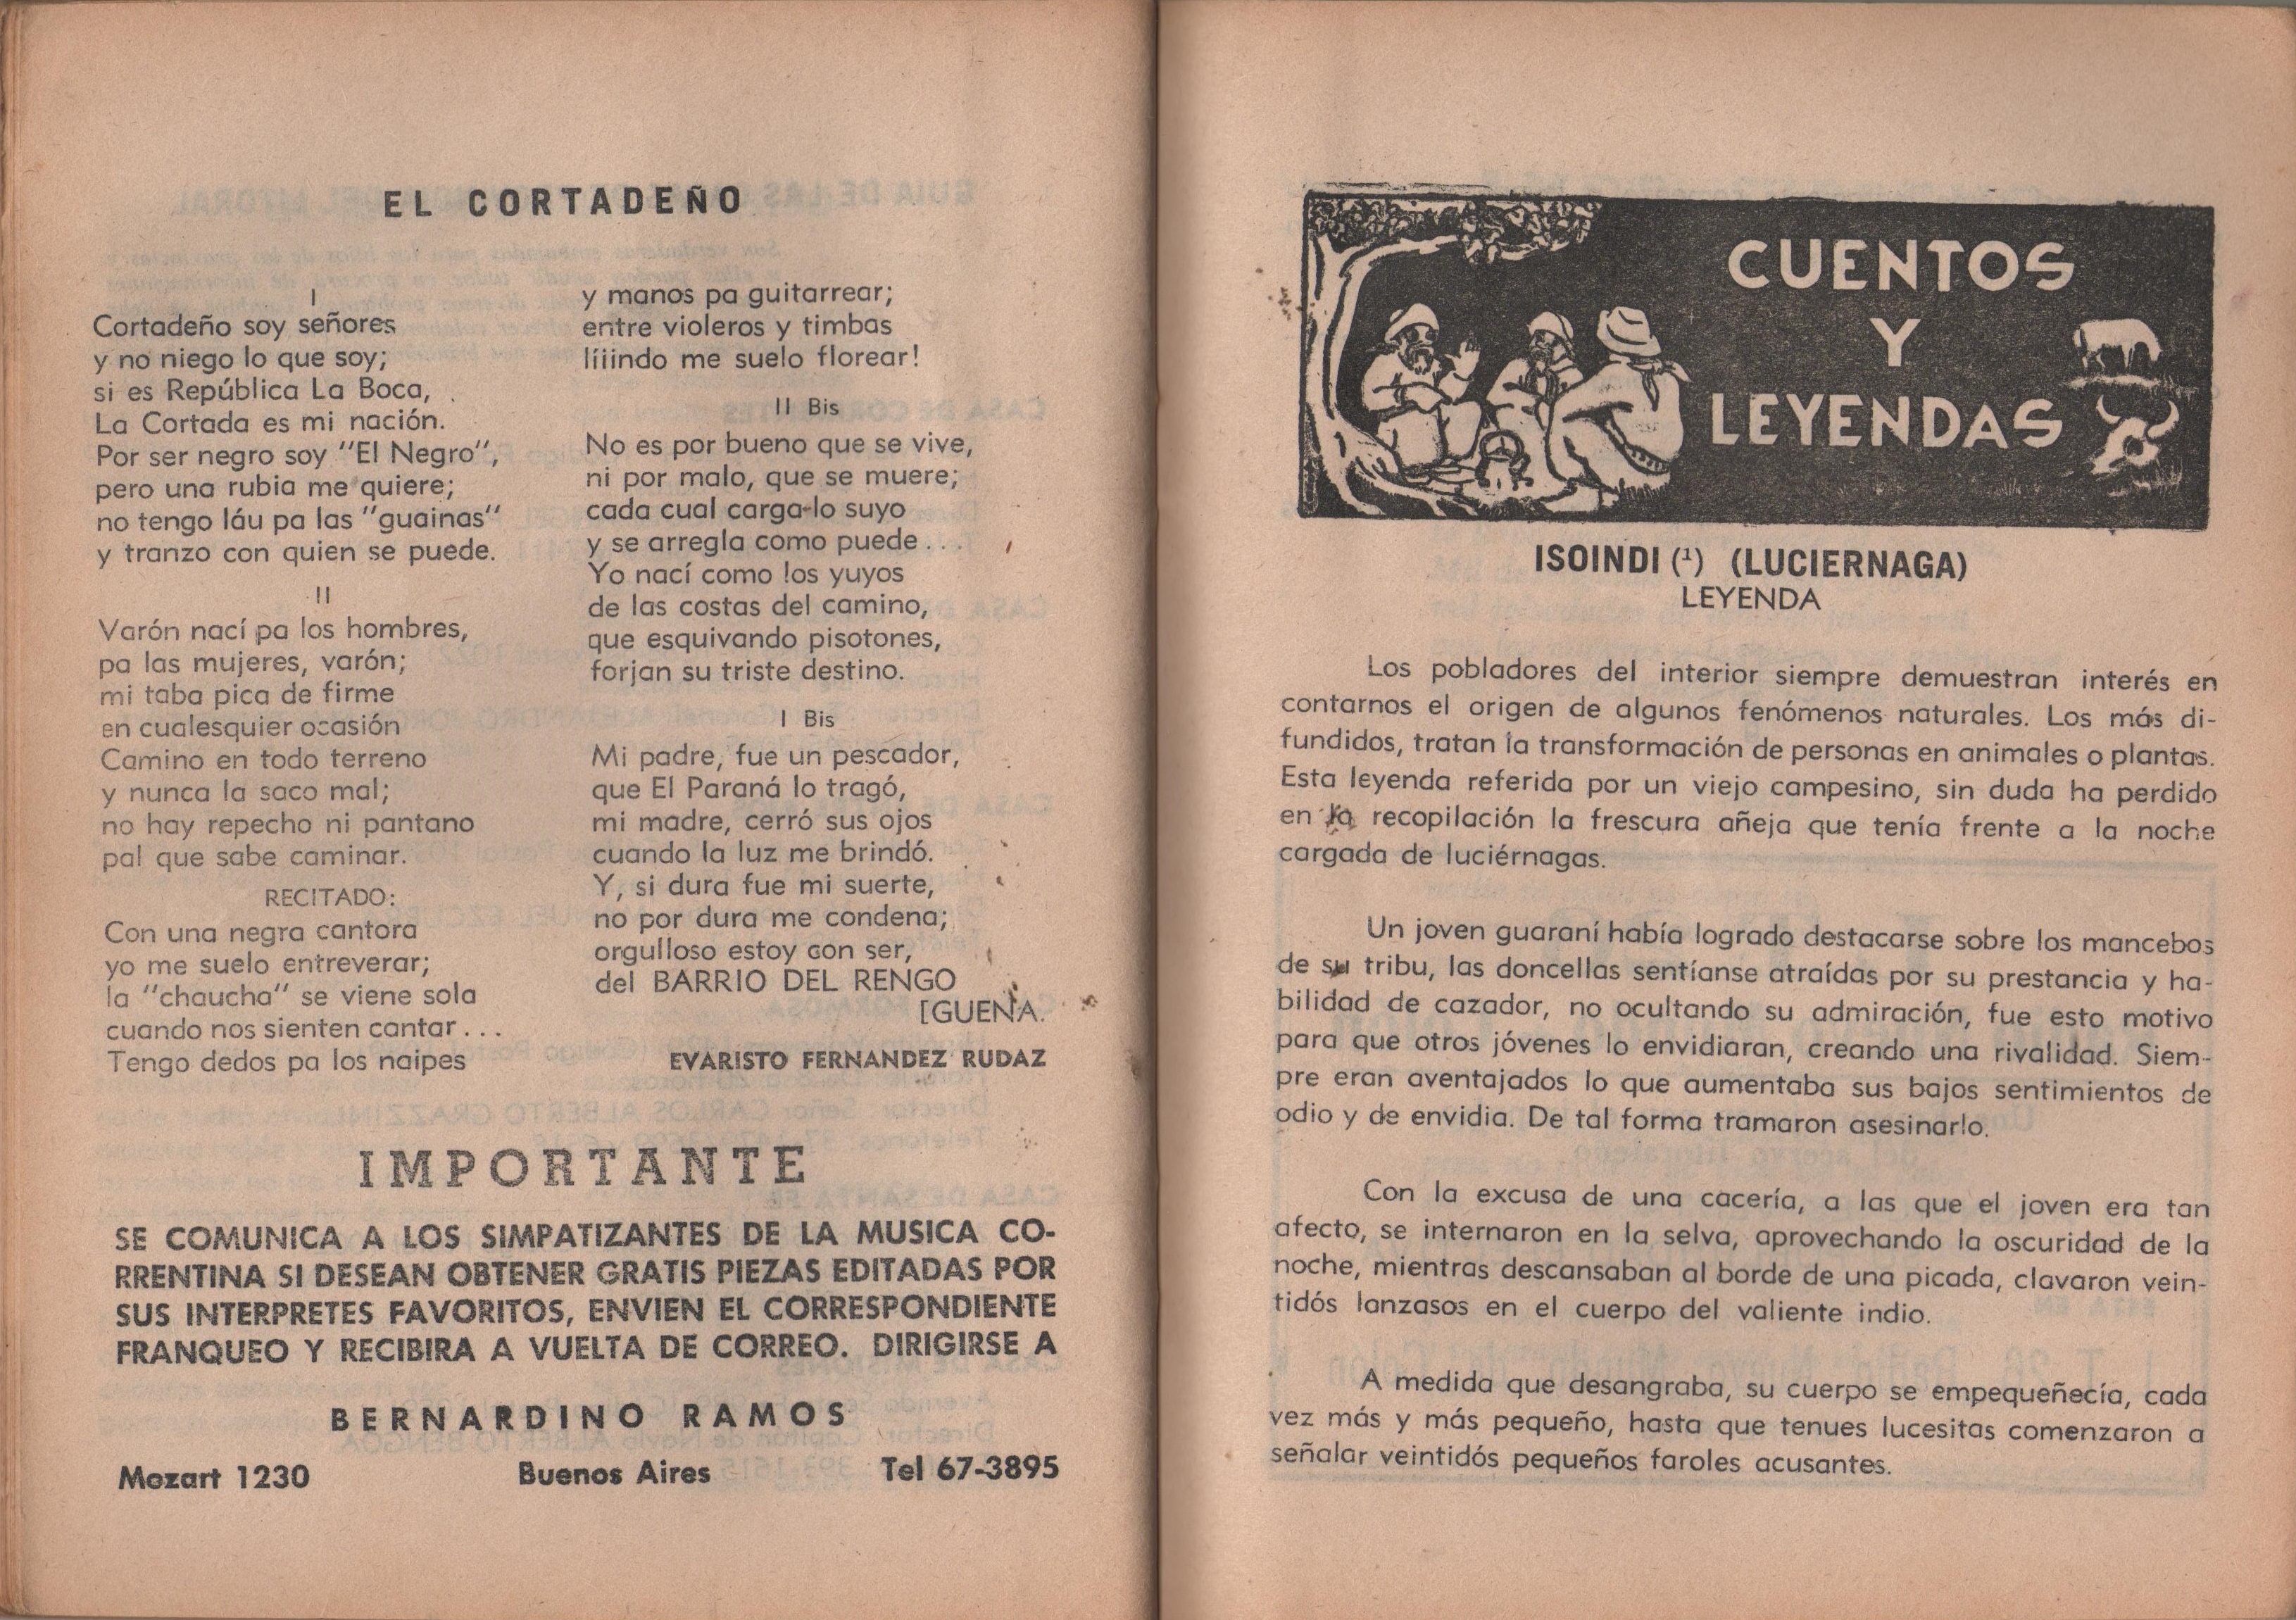 EL CORTADEÑO
I
Cortadeño soy señores
y no niego lo que soy;
si es República La Boca,
La Cortada es mi nación.
Por ser negro soy "El Negro",
pero una rubia me quiere;
no tengo láu pa las "guainas"
y tranzo con quien se puede.
II
Varón nací pa los hombres,
pa las mujeres, varón;
mi taba pica de firme
en cualesquier ocasión
Camino en todo terreno
y nunca la saco mal;
no hay repecho ni pantano
pal que sabe caminar.
RECITADO:
Con una negra cantora
yo me suelo entreverar;
la "chaucha" se viene sola
cuando nos sienten cantar...
Tengo dedos pa los naipes
y manos pa guitarrear;
entre violeros y timbas
líiindo me suelo florear!
II Bis
No es por bueno que se vive,
ni por malo, que se muere;
cada cual carga lo suyo
y se arregla como puede...
Yo nací como los yuyos
de las costas del camino,
que esquivando pisotones,
forjan su triste destino.
I Bis
Mi padre, fue un pescador,
que El Paraná lo tragó,
mi madre, cerró sus ojos
cuando la luz me brindó.
Y, si dura fue mi suerte,
no por dura me condena;
orgulloso estoy con ser,
del BARRIO DEL RENGO
[GUENA.
EVARISTO FERNANDEZ RUDAZ
IMPORTANTE
SE COMUNICA A LOS SIMPATIZANTES DE LA MUSICA CO-
RRENTINA SI DESEAN OBTENER GRATIS PIEZAS EDITADAS POR
SUS INTERPRETES FAVORITOS, ENVIEN EL CORRESPONDIENTE
FRANQUEO Y RECIBIRA A VUELTA DE CORREO. DIRIGIRSE A
BERNARDINO RAMOS
Mozart 1230 Buenos Aires Tel 67-3895
CUENTOS
Y
LEYENDAS
ISOINDI (1) (LUCIERNAGA)
LEYENDA
Los pobladores del interior siempre demuestran interés en
contarnos el origen de algunos fenómenos naturales. Los más di-
fundidos, tratan la transformación de personas en animales o plantas.
Esta leyenda referida por un viejo campesino, sin duda ha perdido
en la recopilación la frescura añeja que tenía frente a la noche
cargada de luciérnagas.
Un joven guaraní había logrado destacarse sobre los mancebos
de su tribu, las doncellas sentíanse atraídas por su prestancia y ha-
bilidad de cazador, no ocultando su admiración, fue esto motivo
para que otros jóvenes lo envidiaran, creando una rivalidad. Siem-
pre eran aventajados lo que aumentaba sus bajos sentimientos de
odio y de envidia. De tal forma tramaron asesinarlo.
Con la excusa de una cacería, a las que el joven era tan
afecto, se internaron en la selva, aprovechando la oscuridad de la
noche, mientras descansaban al borde de una picada, clavaron vein-
tidós lanzasos en el cuerpo del valiente indio.
A medida que desangraba, su cuerpo se empequeñecía, cada
vez más y más pequeño, hasta que tenues lucesitas comenzaron a
señalar veintidós pequeños faroles acusantes.